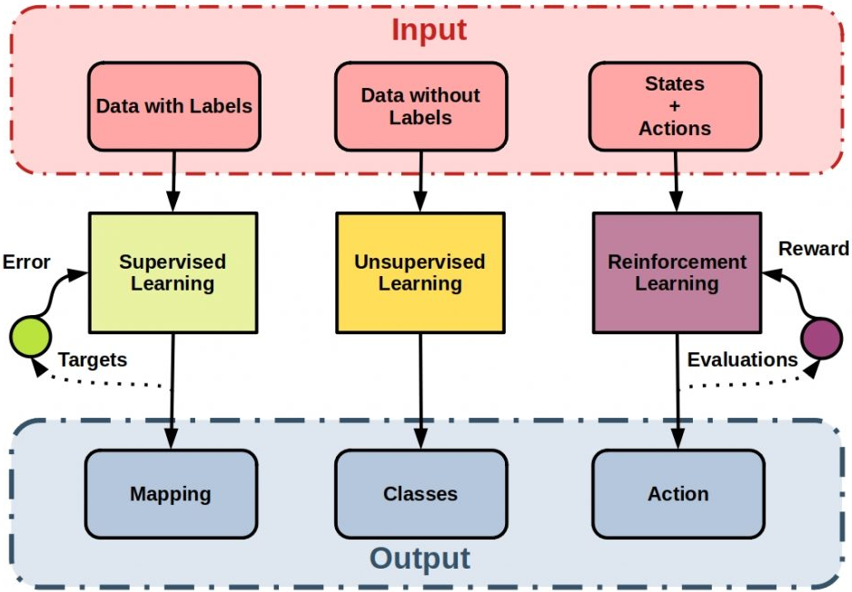 Input
Data with Labels
Data without
Labels
States
+
Actions
Error
Supervised
Learning
Unsupervised
Learning
Reinforcement
Learning
Reward
Targets
Evaluations
Mapping
Classes
Action
Output